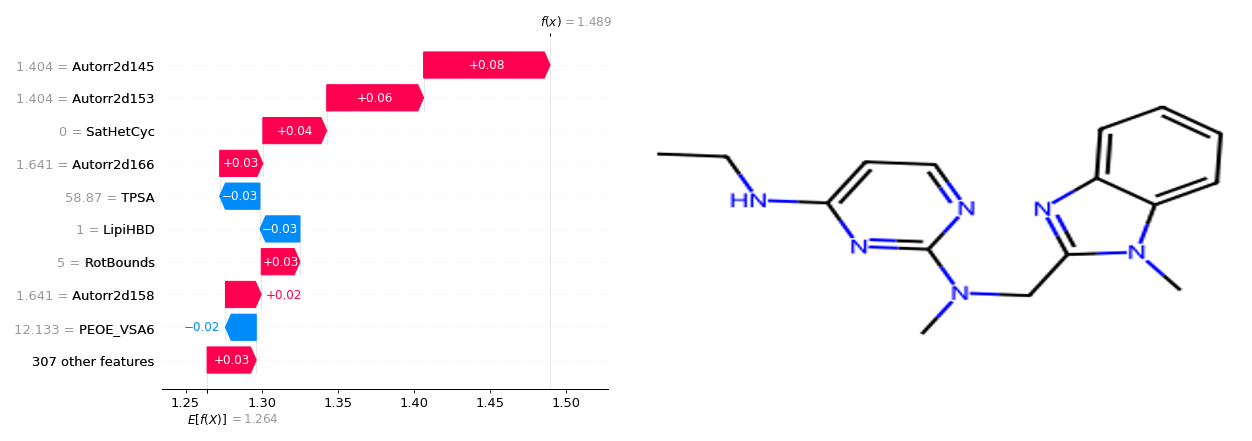 f(x) = 1.489
1.404 = Autorr2d145
+0.08
1.404 = Autorr2d153
+0.06
0 = SatHetCyc
+0.04
1.641 = Autorr2d166
+0.03
58.87 = TPSA
−0.03
1 = LipiHBD
−0.03
5 = RotBounds
+0.03
1.641 = Autorr2d158
+0.02
12.133 = PEOE_VSA6
−0.02
307 other features
+0.03
1.25 1.30 1.35 1.40 1.45 1.50
E[f(X)] = 1.264
HN
N
N
N
N
N